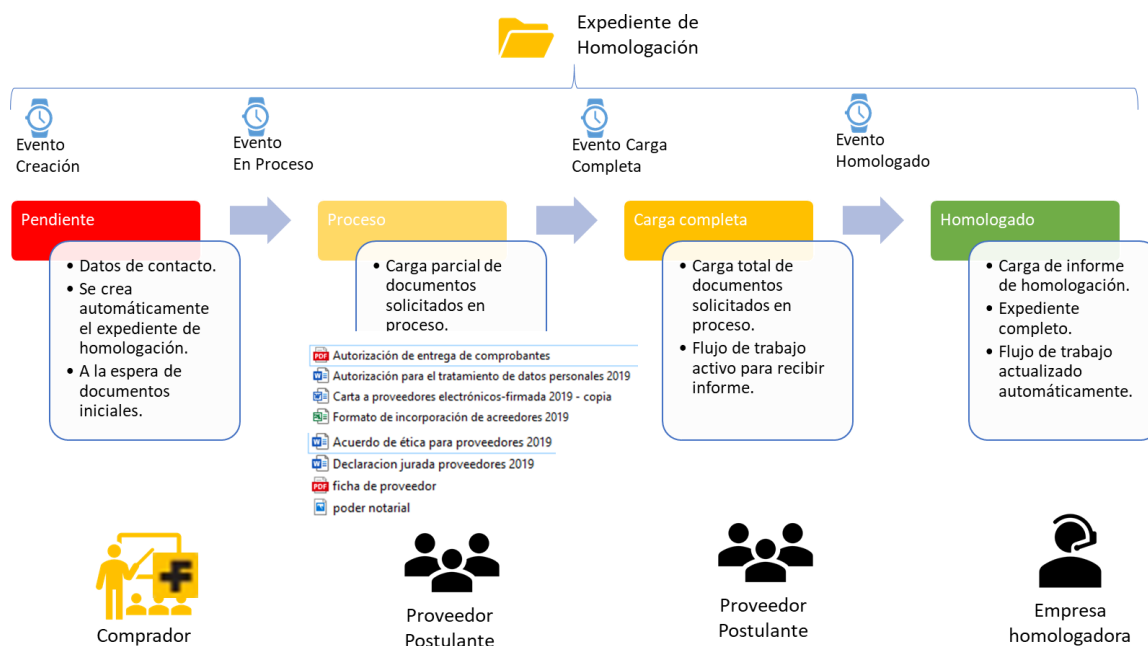 Expediente de
Homologación
Evento
Creación
Evento
En Proceso
Evento Carga
Completa
Evento
Homologado
Pendiente
Proceso
Carga completa
Homologado
• Datos de contacto.
• Se crea
automáticamente
el expediente de
homologación.
• A la espera de
documentos
iniciales.
• Carga parcial de
documentos
solicitados en
proceso.
PDF Autorización de entrega de comprobantes
Autorización para el tratamiento de datos personales 2019
Carta a proveedores electrónicos-firmada 2019 - copia
Formato de incorporación de acreedores 2019
Acuerdo de ética para proveedores 2019
Declaracion jurada proveedores 2019
PDF ficha de proveedor
poder notarial
• Carga total de
documentos
solicitados en
proceso.
• Flujo de trabajo
activo para recibir
informe.
• Carga de informe
de homologación.
• Expediente
completo.
• Flujo de trabajo
actualizado
automáticamente.
Comprador
Proveedor
Postulante
Proveedor
Postulante
Empresa
homologadora